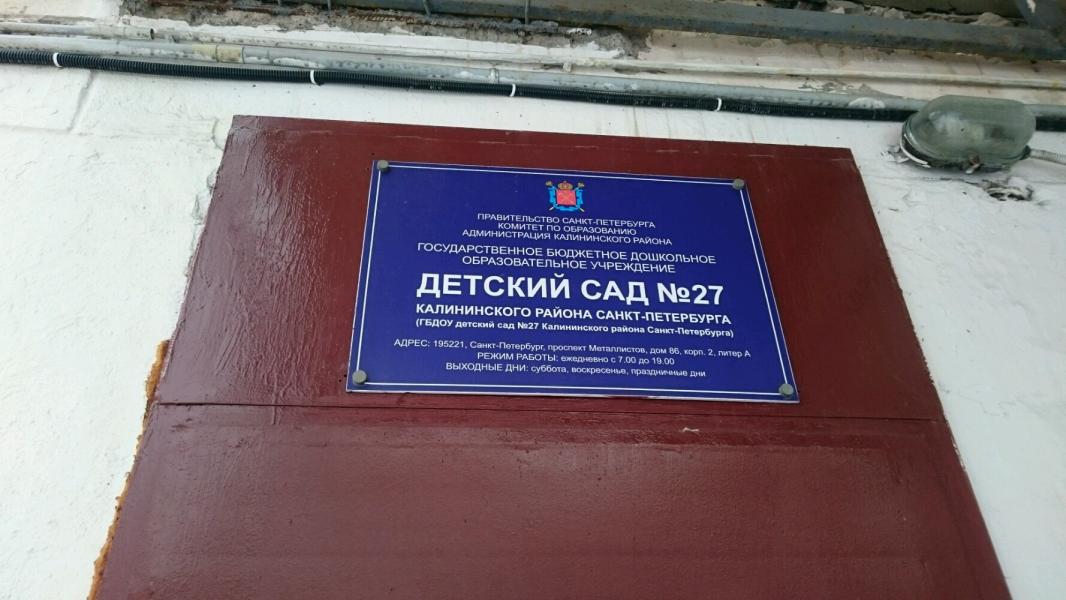 ПРАВИТЕЛЬСТВО САНКТ-ПЕТЕРБУРГА
КОМИТЕТ ПО ОБРАЗОВАНИЮ
АДМИНИСТРАЦИЯ КАЛИНИНСКОГО РАЙОНА
ГОСУДАРСТВЕННОЕ БЮДЖЕТНОЕ ДОШКОЛЬНОЕ
ОБРАЗОВАТЕЛЬНОЕ УЧРЕЖДЕНИЕ
ДЕТСКИЙ САД №27
КАЛИНИНСКОГО РАЙОНА САНКТ-ПЕТЕРБУРГА
(ГБДОУ детский сад №27 Калининского района Санкт-Петербурга)
АДРЕС: 195221, Санкт-Петербург, проспект Металлистов, дом 86, корп. 2, литер А
РЕЖИМ РАБОТЫ: ежедневно с 7.00 до 19.00
ВЫХОДНЫЕ ДНИ: суббота, воскресенье, праздничные дни